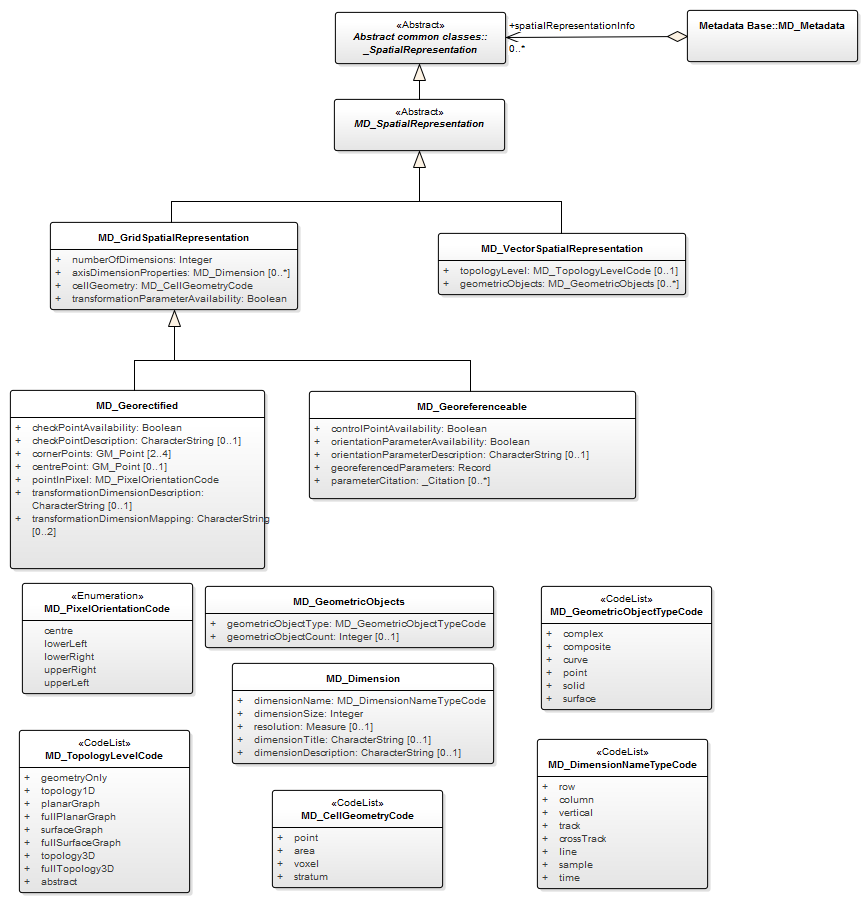 «Abstract»
Abstract common classes::
_SpatialRepresentation
+spatialRepresentationInfo
0..*
Metadata Base::MD_Metadata
«Abstract»
MD_SpatialRepresentation
MD_GridSpatialRepresentation
+ numberOfDimensions: Integer
+ axisDimensionProperties: MD_Dimension [0..*]
+ cellGeometry: MD_CellGeometryCode
+ transformationParameterAvailability: Boolean
MD_VectorSpatialRepresentation
+ topologyLevel: MD_TopologyLevelCode [0..1]
+ geometricObjects: MD_GeometricObjects [0..*]
MD_Georectified
+ checkPointAvailability: Boolean
+ checkPointDescription: CharacterString [0..1]
+ cornerPoints: GM_Point [2..4]
+ centrePoint: GM_Point [0..1]
+ pointInPixel: MD_PixelOrientationCode
+ transformationDimensionDescription:
CharacterString [0..1]
+ transformationDimensionMapping: CharacterString
[0..2]
MD_Georeferenceable
+ controlPointAvailability: Boolean
+ orientationParameterAvailability: Boolean
+ orientationParameterDescription: CharacterString [0..1]
+ georeferencedParameters: Record
+ parameterCitation: _Citation [0..*]
«Enumeration»
MD_PixelOrientationCode
centre
lowerLeft
lowerRight
upperRight
upperLeft
MD_GeometricObjects
+ geometricObjectType: MD_GeometricObjectTypeCode
+ geometricObjectCount: Integer [0..1]
«CodeList»
MD_GeometricObjectTypeCode
+ complex
+ composite
+ curve
+ point
+ solid
+ surface
MD_Dimension
+ dimensionName: MD_DimensionNameTypeCode
+ dimensionSize: Integer
+ resolution: Measure [0..1]
+ dimensionTitle: CharacterString [0..1]
+ dimensionDescription: CharacterString [0..1]
«CodeList»
MD_TopologyLevelCode
+ geometryOnly
+ topology1D
+ planarGraph
+ fullPlanarGraph
+ surfaceGraph
+ fullSurfaceGraph
+ topology3D
+ fullTopology3D
+ abstract
«CodeList»
MD_CellGeometryCode
+ point
+ area
+ voxel
+ stratum
«CodeList»
MD_DimensionNameTypeCode
+ row
+ column
+ vertical
+ track
+ crossTrack
+ line
+ sample
+ time